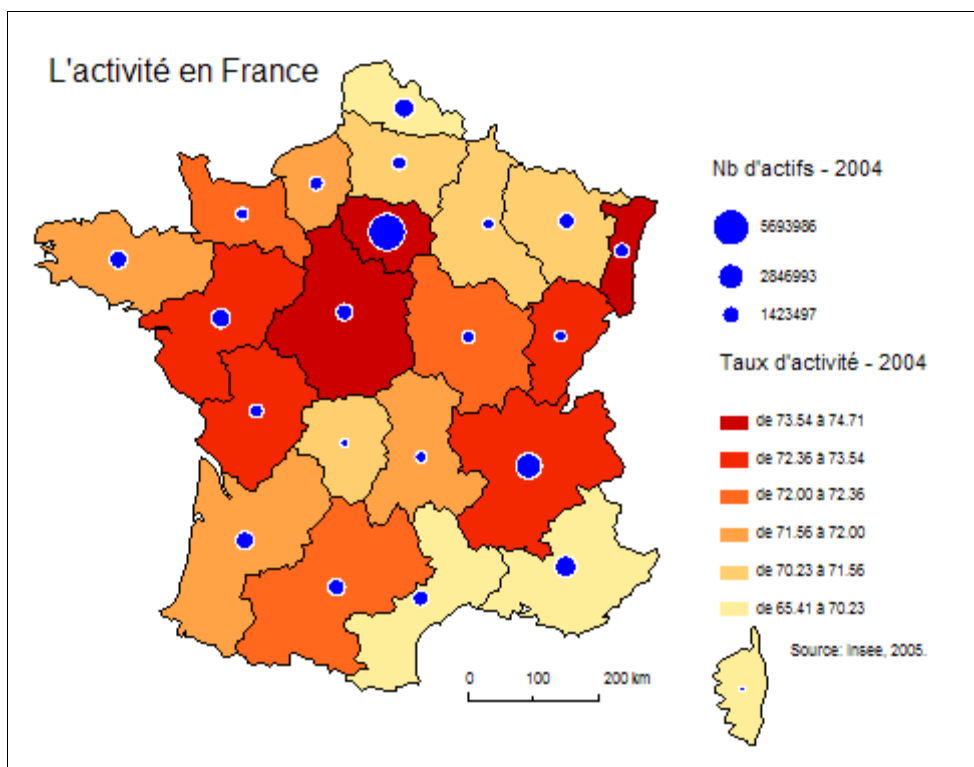 L'activité en France
Nb d'actifs - 2004
5693986
2846993
1423497
Taux d'activité - 2004
de 73.54 à 74.71
de 72.36 à 73.54
de 72.00 à 72.36
de 71.56 à 72.00
de 70.23 à 71.56
de 65.41 à 70.23
Source: Insee, 2005.
0 100 200 km